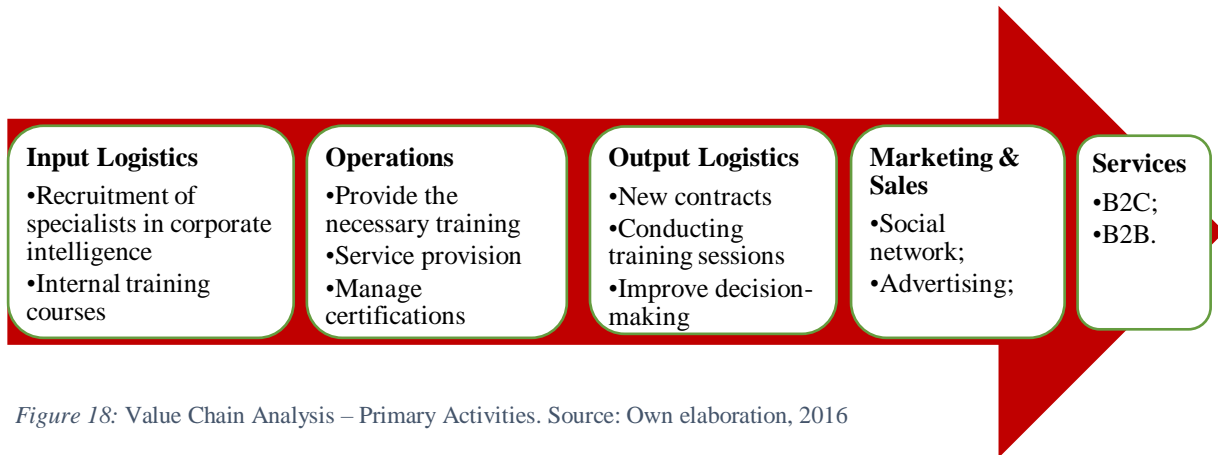 Input Logistics
•Recruitment of
specialists in corporate
intelligence
•Internal training
courses
Operations
•Provide the
necessary training
•Service provision
•Manage
certifications
Output Logistics
•New contracts
•Conducting
training sessions
•Improve decision-
making
Marketing &
Sales
•Social
network;
•Advertising;
Services
•B2C;
•B2B.
Figure 18: Value Chain Analysis – Primary Activities. Source: Own elaboration, 2016